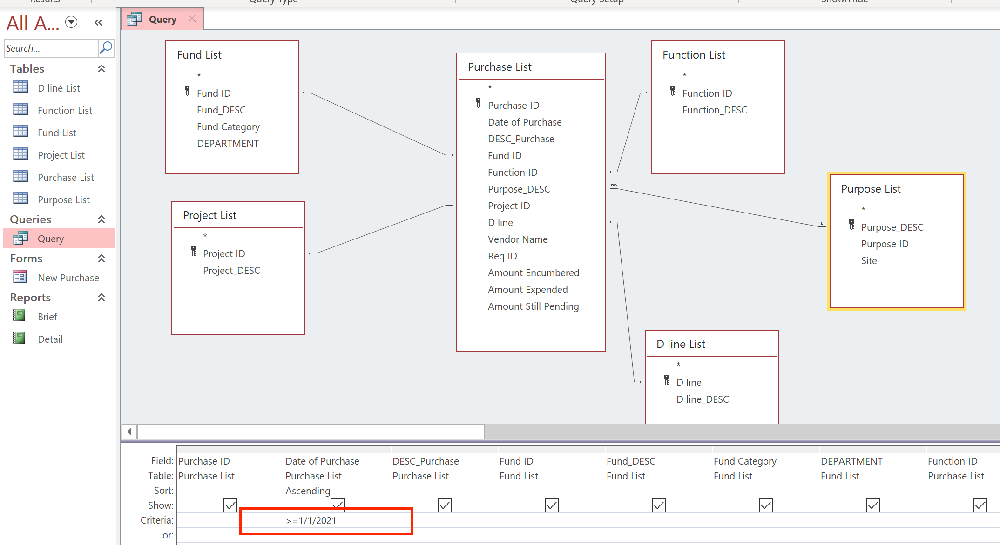 Results
Query Type
Query Setup
Show/Hide
All A...
Search...
Tables
D line List
Function List
Fund List
Project List
Purchase List
Purpose List
Queries
Query
Forms
New Purchase
Reports
Brief
Detail
Query
Fund List
*
Fund ID
Fund_DESC
Fund Category
DEPARTMENT
Project List
*
Project ID
Project_DESC
Purchase List
*
Purchase ID
Date of Purchase
DESC_Purchase
Fund ID
Function ID
Purpose_DESC
Project ID
D line
Vendor Name
Req ID
Amount Encumbered
Amount Expended
Amount Still Pending
∞
1
Function List
*
Function ID
Function_DESC
Purpose List
*
Purpose_DESC
Purpose ID
Site
D line List
*
D line
D line_DESC
Field: Purchase ID Date of Purchase DESC_Purchase Fund ID Fund_DESC Fund Category DEPARTMENT Function ID
Table: Purchase List Purchase List Purchase List Fund List Fund List Fund List Fund List Purchase List
Sort: Ascending
Show:
Criteria: >=1/1/2021
or: